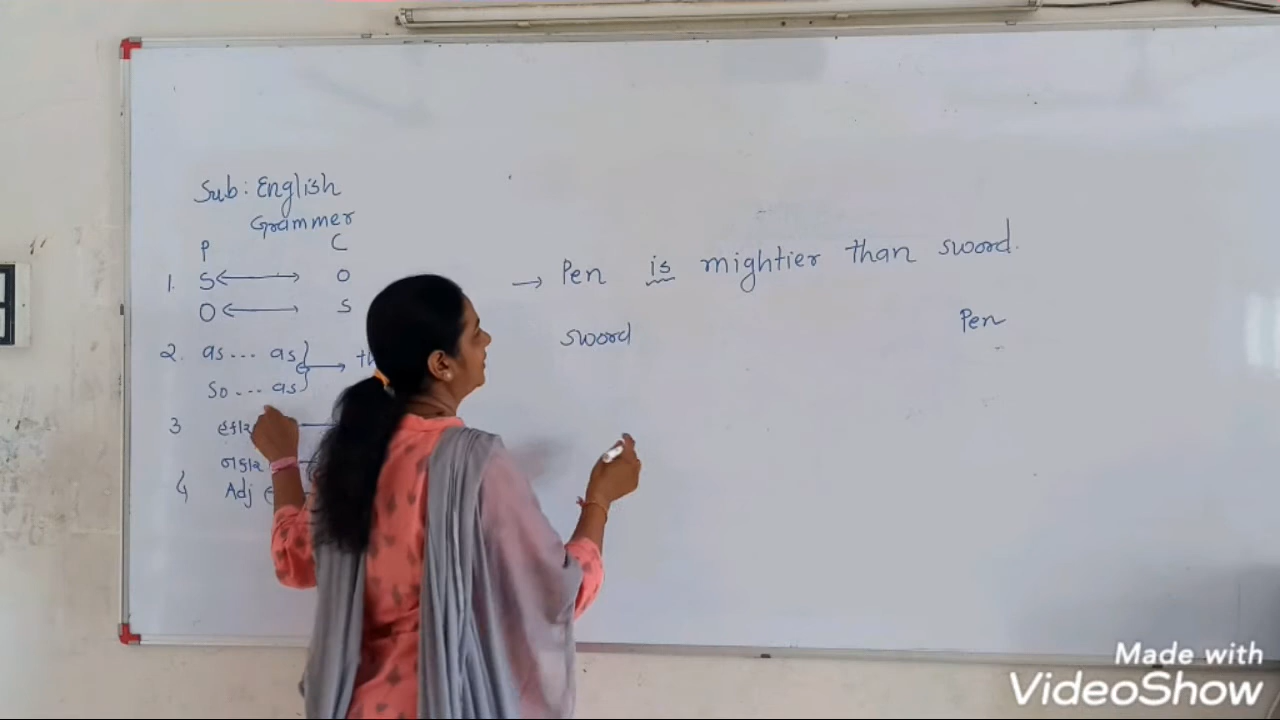 Sub: English
Grammer
P C
1. S O
O S
2. as ... as
so ... as
3
4 Adj
→ Pen is mightier than sword.
sword Pen
Made with
VideoShow